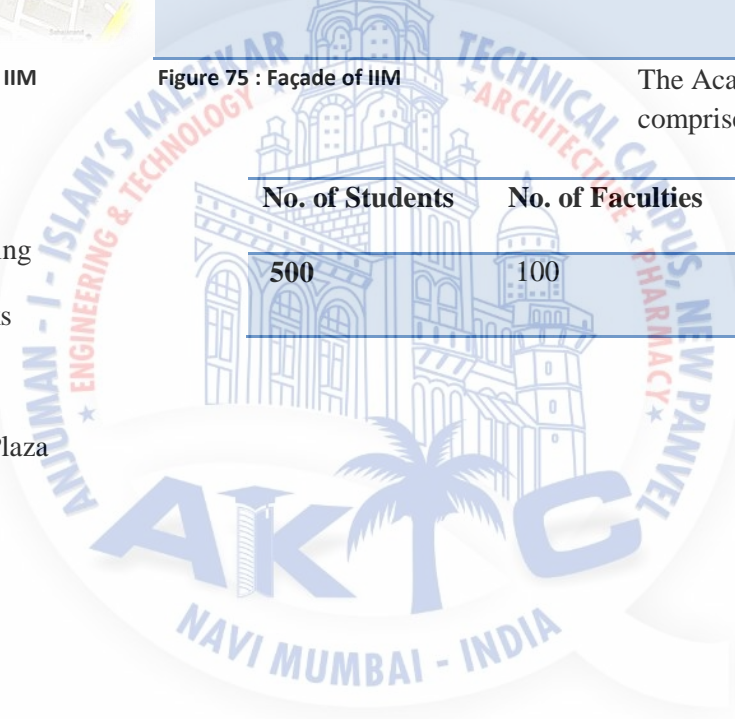 IIM
Figure 75 : Façade of IIM
The Aca
comprise
No. of Students No. of Faculties
ing
500 100
s
Plaza
ANJUMAN - I - ISLAM'S KALSEKAR TECHNICAL CAMPUS, NEW PANVEL
★ ENGINEERING & TECHNOLOGY ★ ARCHITECTURE ★ PHARMACY ★
AKTC
NAVI MUMBAI - INDIA